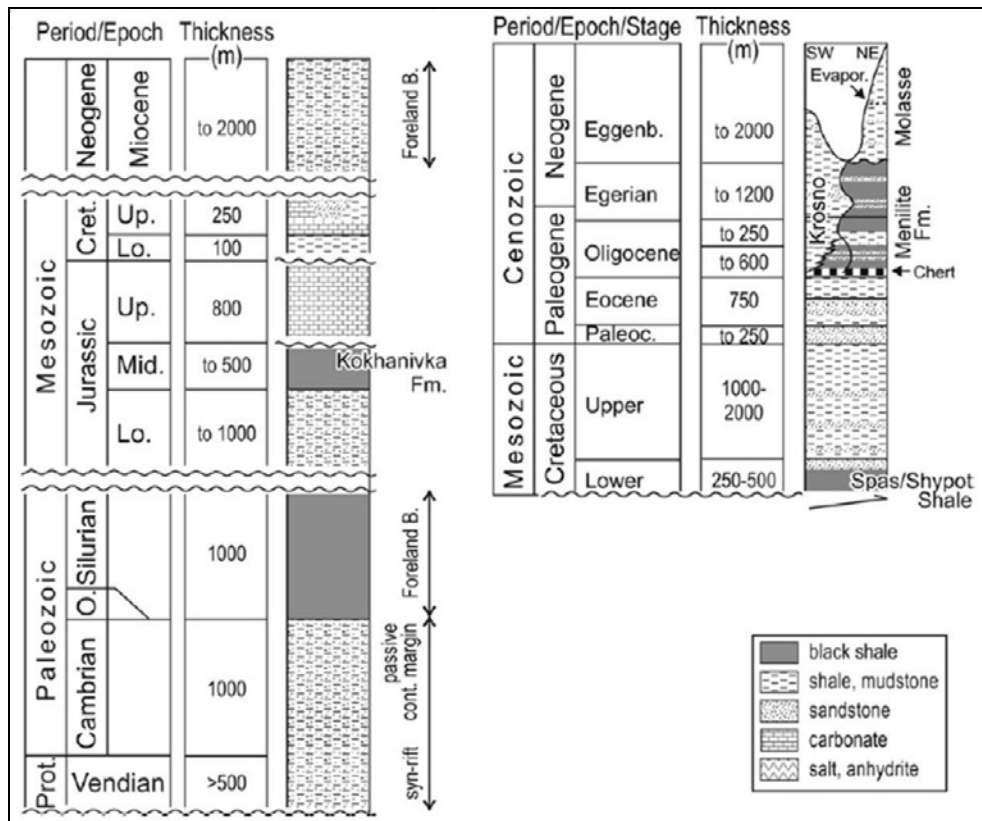 Period/Epoch
Thickness
(m)
Neogene
Miocene
to 2000
Foreland B.
Mesozoic
Cret.
Up.
250
Lo.
100
Jurassic
Up.
800
Mid.
to 500
Kokhanivka
Fm.
Lo.
to 1000
Paleozoic
O. Silurian
1000
Foreland B.
Cambrian
1000
passive
cont. margin
Prot.
Vendian
>500
syn-rift
Period/Epoch/Stage
Thickness
(m)
SW NE
Evapor.
Molasse
Cenozoic
Neogene
Eggenb.
to 2000
Egerian
to 1200
Krosno
Menilite
Fm.
Paleogene
Oligocene
to 250
to 600
Chert
Eocene
750
Paleoc.
to 250
Mesozoic
Cretaceous
Upper
1000-
2000
Lower
250-500
Spas/Shypot
Shale
black shale
shale, mudstone
sandstone
carbonate
salt, anhydrite